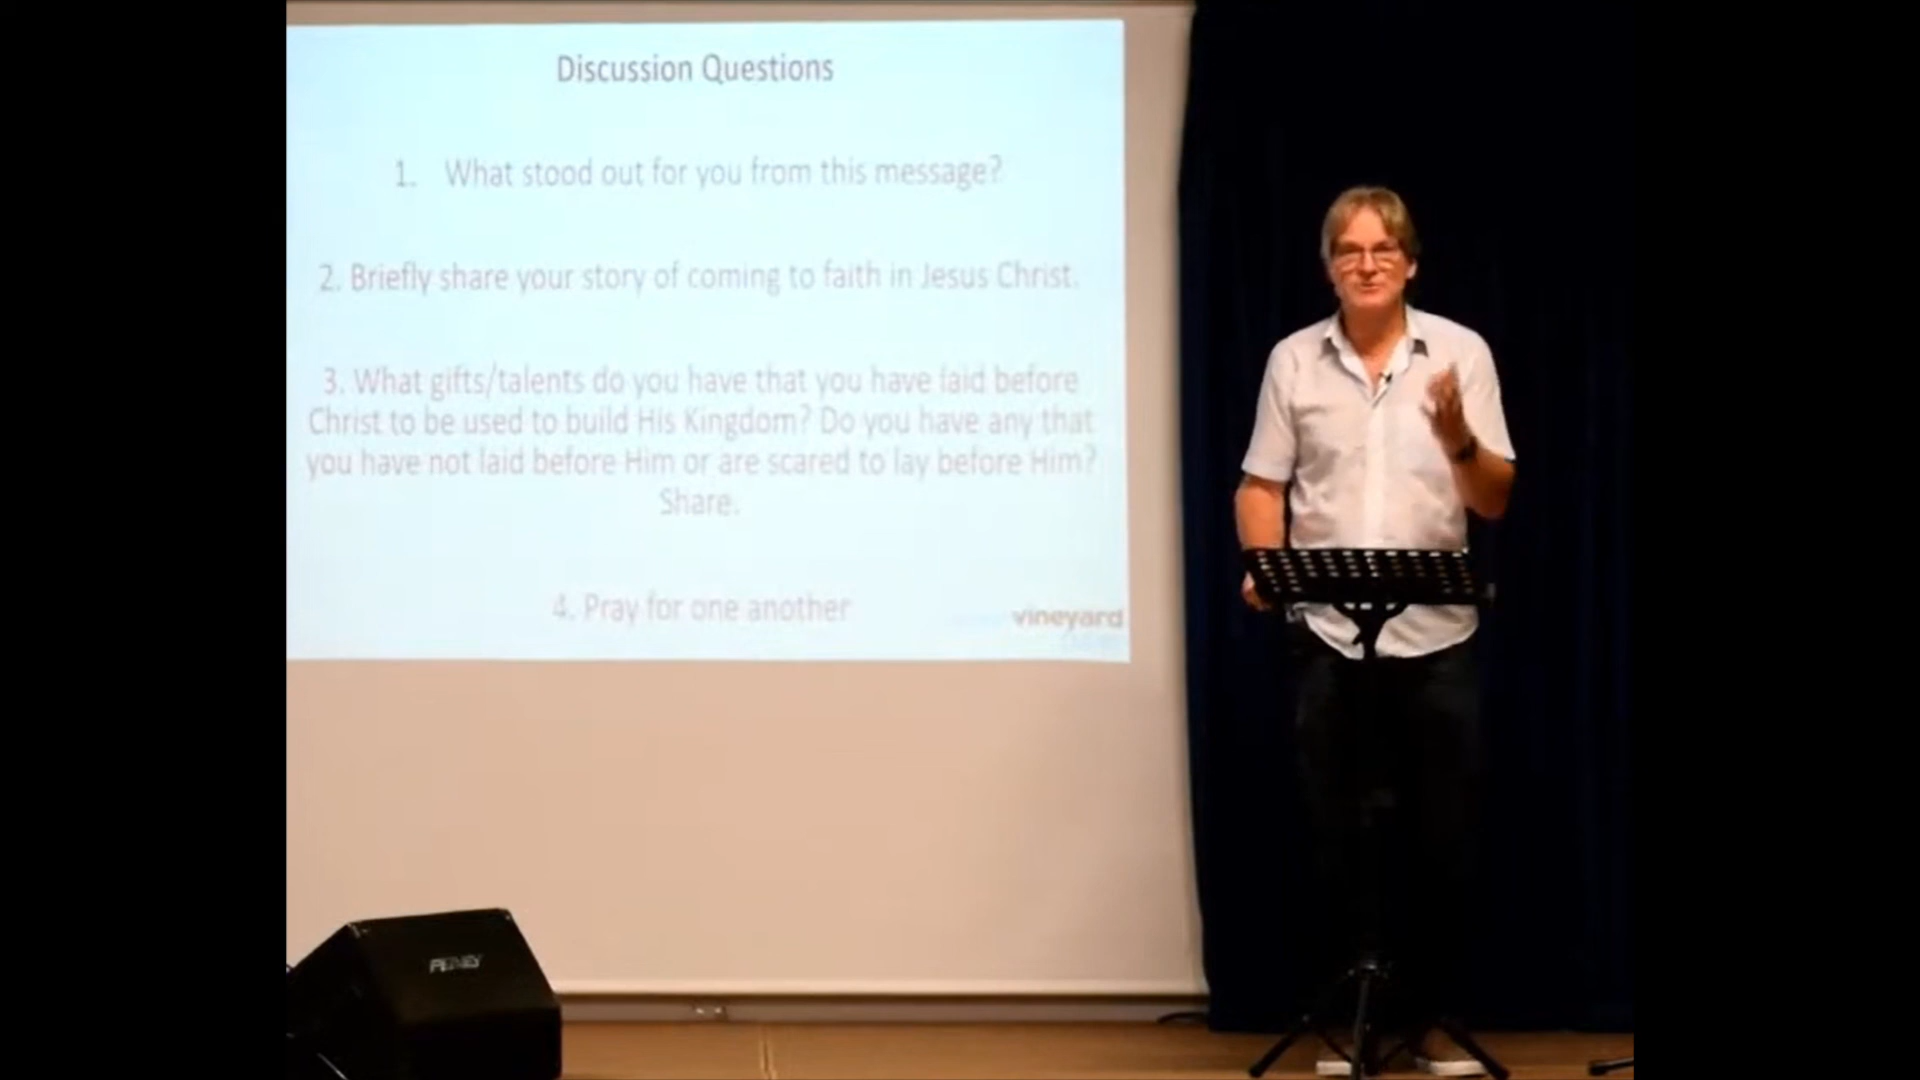 Discussion Questions
1. What stood out for you from this message?
2. Briefly share your story of coming to faith in Jesus Christ.
3. What gifts/talents do you have that you have laid before
Christ to be used to build His Kingdom? Do you have any that
you have not laid before Him or are scared to lay before Him?
Share.
4. Pray for one another
vineyard